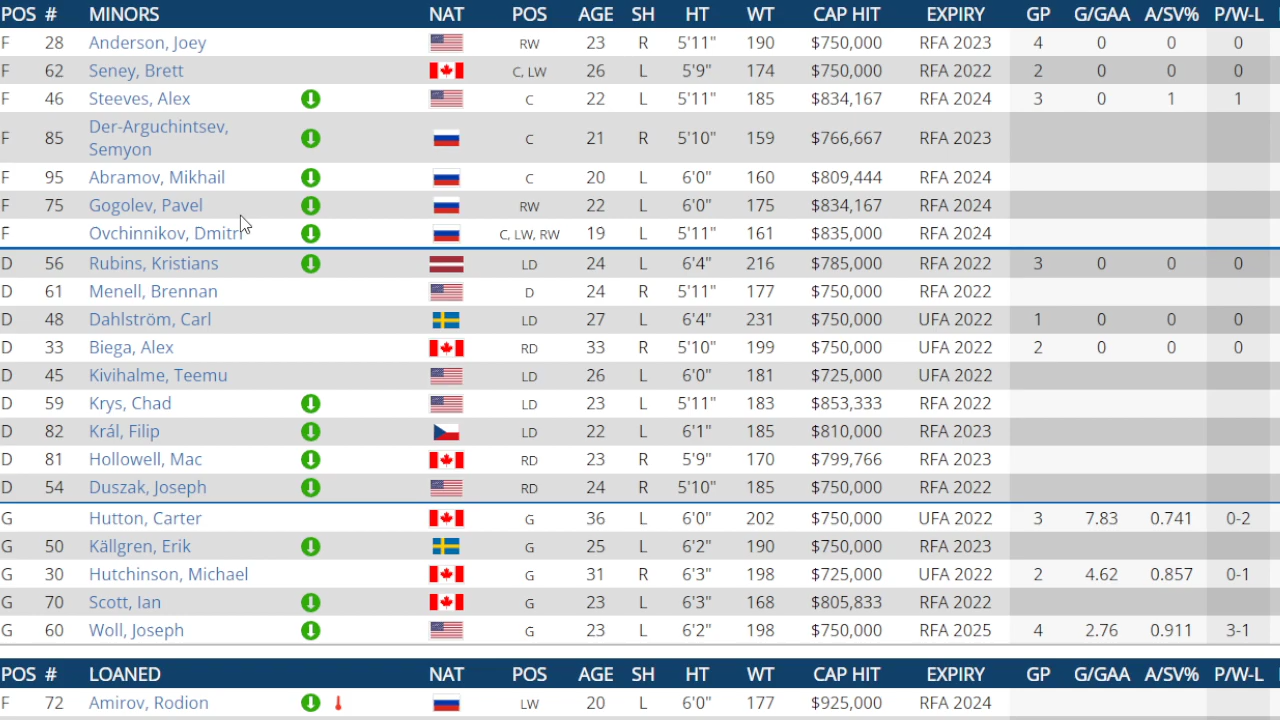 POS # MINORS NAT POS AGE SH HT WT CAP HIT EXPIRY GP G/GAA A/SV% P/W-L
F 28 Anderson, Joey RW 23 R 5'11" 190 $750,000 RFA 2023 4 0 0 0
F 62 Seney, Brett C, LW 26 L 5'9" 174 $750,000 RFA 2022 2 0 0 0
F 46 Steeves, Alex C 22 L 5'11" 85 $834,167 RFA 2024 3 0 1 1
F 85 Der-Arguchintsev, Semyon C 21 R 5'10" 59 $766,667 RFA 2023
F 95 Abramov, Mikhail C 20 L 6'0" 60 $809,444 RFA 2024
F 75 Gogolev, Pavel RW 22 L 6'0" 75 $834,167 RFA 2024
F Ovchinnikov, Dmitri C, LW, RW 19 L 5'11" 61 $835,000 RFA 2024
D 56 Rubins, Kristians LD 24 L 6'4" 216 $785,000 RFA 2022 3 0 0 0
D 61 Menell, Brennan 24 R 5'11" 177 $750,000 RFA 2022
D 48 Dahlström, Carl LD 27 L 6'4" 231 $750,000 UFA 2022 1 0 0 0
D 33 Biega, Alex RD 33 R 5'10" 199 $750,000 UFA 2022 2 0 0 0
D 45 Kivihalme, Teemu LD 26 L 6'0" 181 $725,000 UFA 2022
D 59 Krys, Chad LD 23 L 5'11" 83 $853,333 RFA 2022
D 82 Král, Filip LD 22 L 6'1" 85 $810,000 RFA 2023
D 81 Hollowell, Mac RD 23 R 5'9" 70 $799,766 RFA 2023
D 54 Duszak, Joseph RD 24 R 5'10" 85 $750,000 RFA 2022
G Hutton, Carter G 36 L 6'0" 202 $750,000 UFA 2022 3 7.83 0.741 0-2
G 50 Källgren, Erik G 25 L 6'2" 90 $750,000 RFA 2023
G 30 Hutchinson, Michael G 31 R 6'3" 198 $725,000 UFA 2022 2 4.62 0.857 0-1
G 70 Scott, Ian G 23 L 6'3" 68 $805,833 RFA 2022
G 60 Woll, Joseph 23 L 98 $750,000 RFA 2025 4 2.76 0.911 3-1
POS # LOANED NAT POS AGE SH HT WT CAP HIT EXPIRY GP G/GAA A/SV% P/W-L
F 72 Amirov, Rodion LW 20 L 6'0" 177 $925,000 RFA 2024